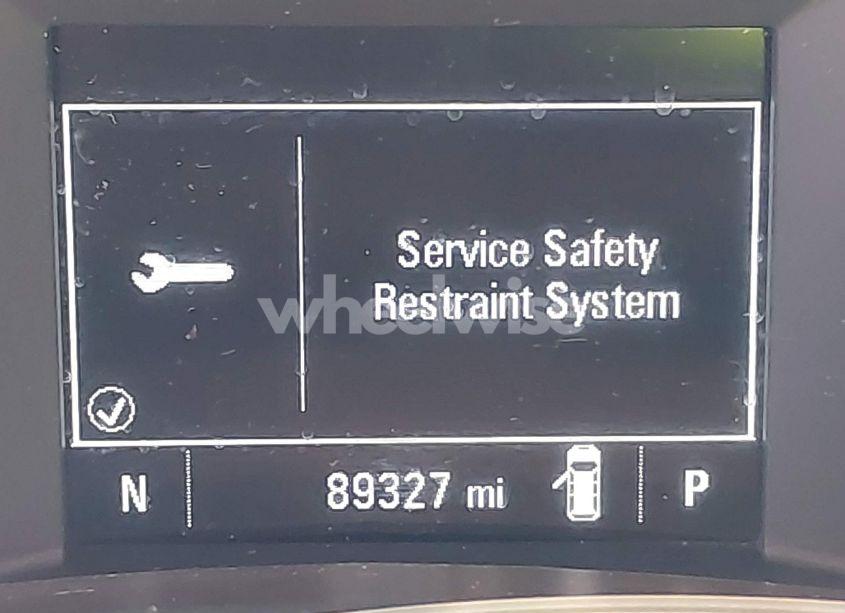 Service Safety
Restraint System
wheelwise
N 89327 mi P